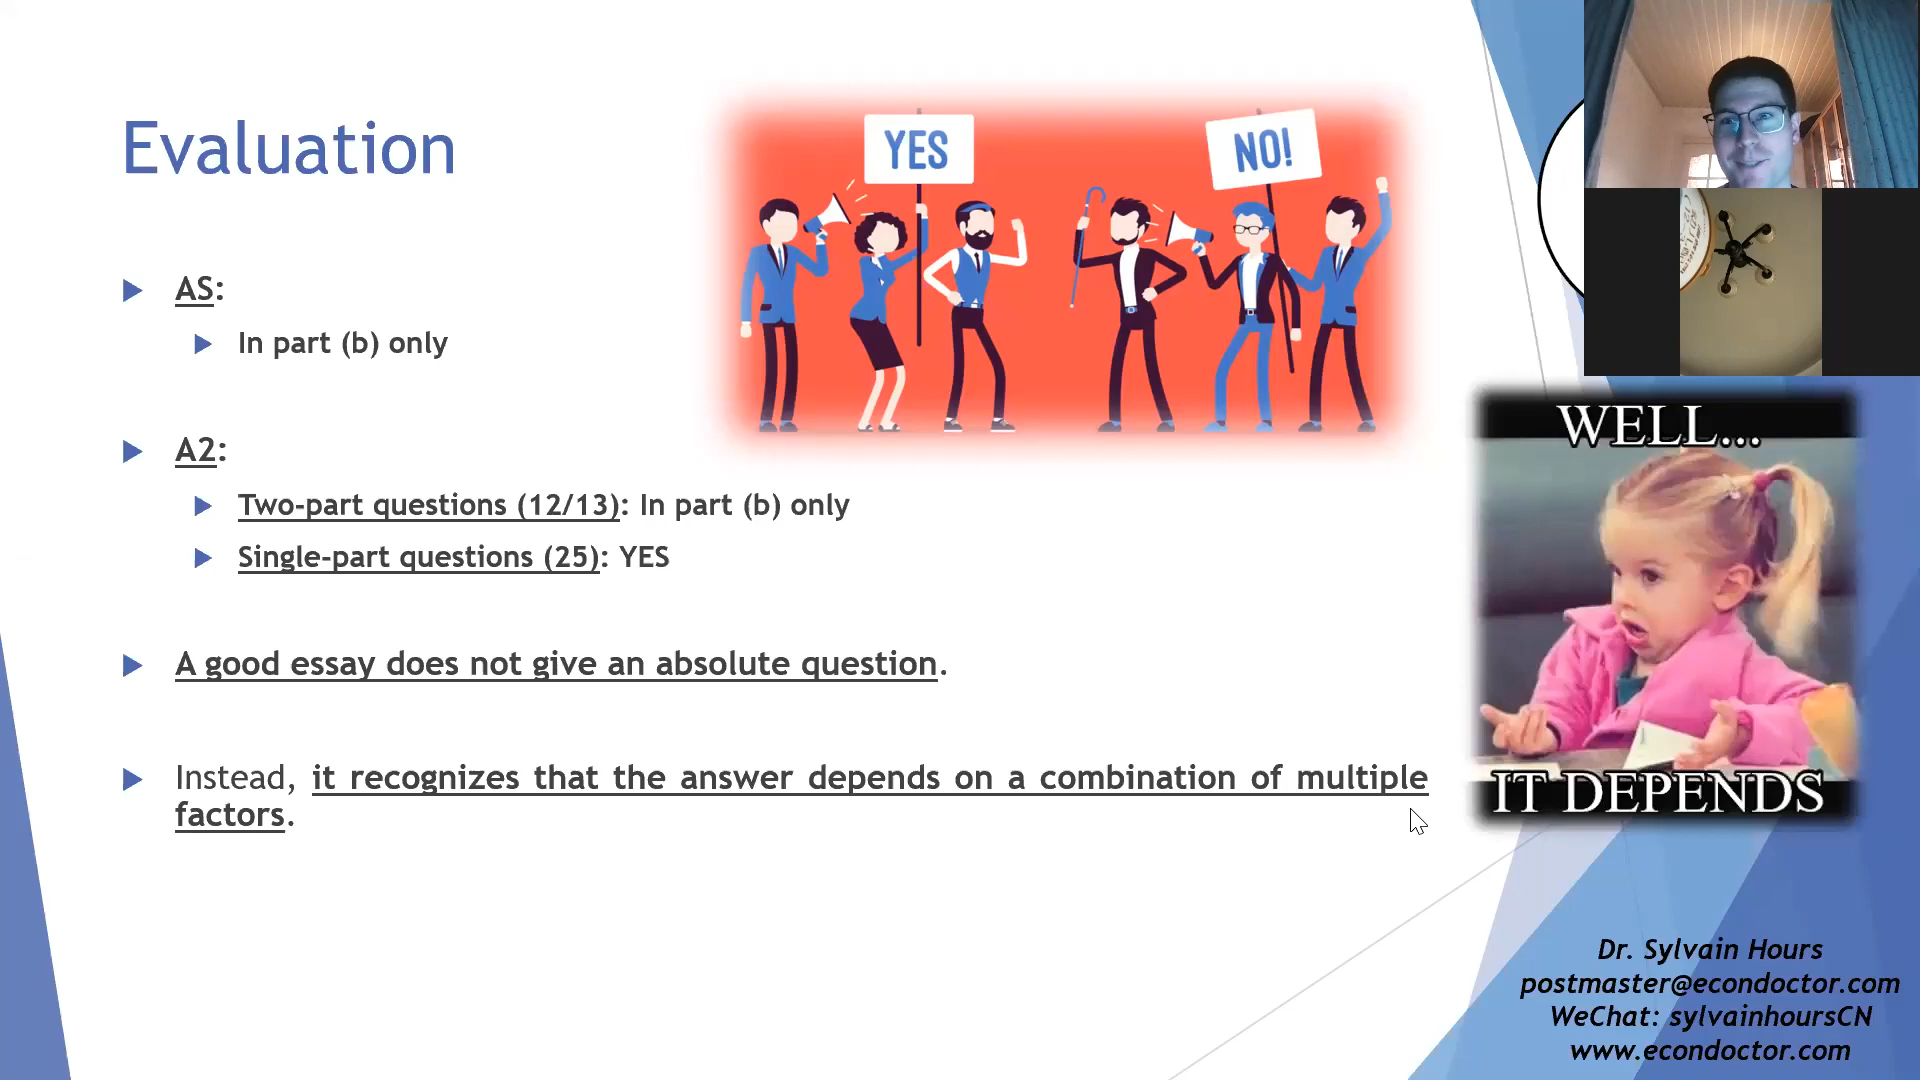 Evaluation
YES
NO!
AS:
In part (b) only
A2:
Two-part questions (12/13): In part (b) only
Single-part questions (25): YES
A good essay does not give an absolute question.
Instead, it recognizes that the answer depends on a combination of multiple
factors.
WELL...
IT DEPENDS
Dr. Sylvain Hours
postmaster@econdoctor.com
WeChat: sylvainhoursCN
www.econdoctor.com